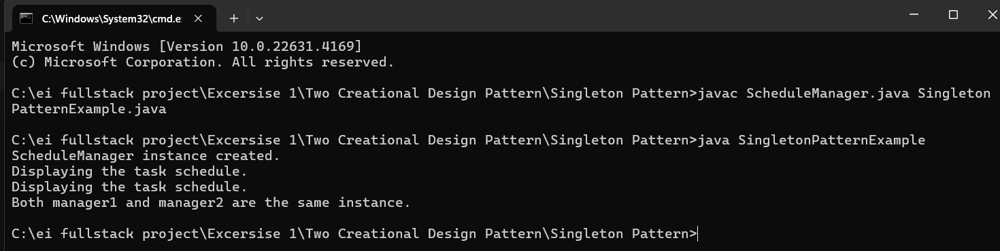 C:\Windows\System32\cmd.e
Microsoft Windows [Version 10.0.22631.4169]
(c) Microsoft Corporation. All rights reserved.
C:\ei fullstack project\Excersise 1\Two Creational Design Pattern\Singleton Pattern>javac ScheduleManager.java Singleton
PatternExample.java
C:\ei fullstack project\Excersise 1\Two Creational Design Pattern\Singleton Pattern>java SingletonPatternExample
ScheduleManager instance created.
Displaying the task schedule.
Displaying the task schedule.
Both manager1 and manager2 are the same instance.
C:\ei fullstack project\Excersise 1\Two Creational Design Pattern\Singleton Pattern>